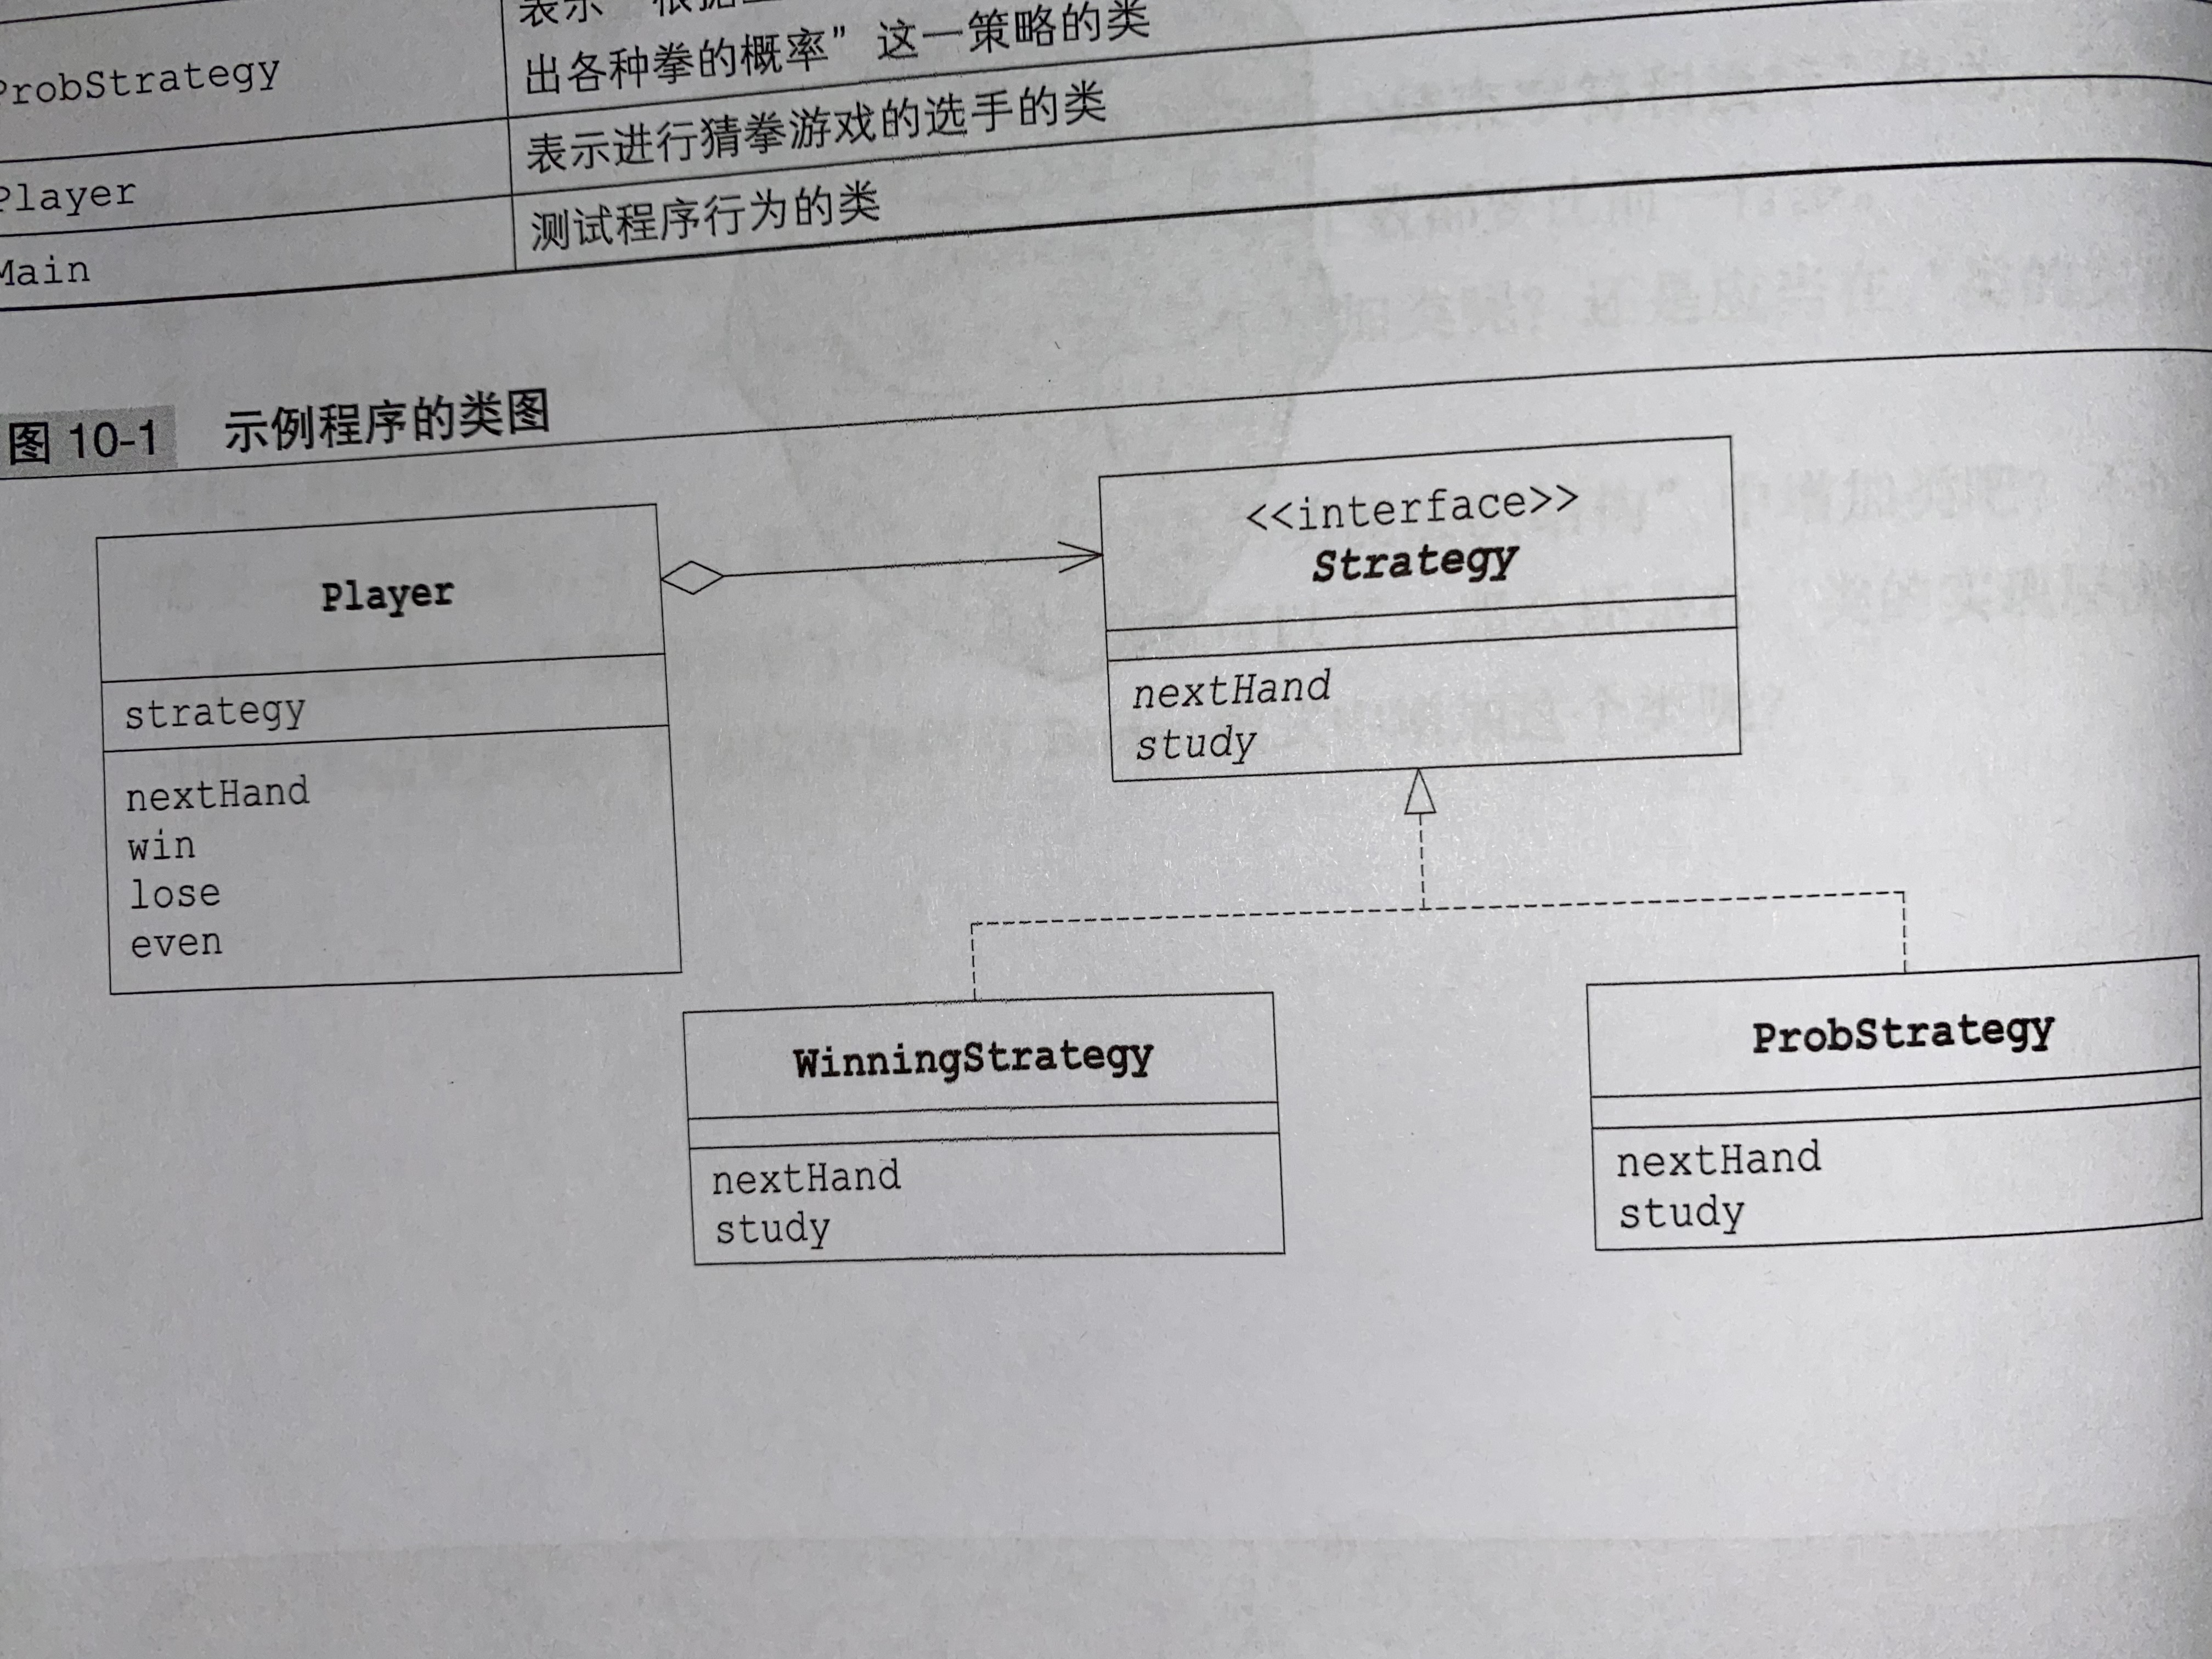 表示“根据
ProbStrategy
出各种拳的概率”这一策略的类
Player
表示进行猜拳游戏的选手的类
Main
测试程序行为的类
图 10-1 示例程序的类图
Player
strategy
nextHand
win
lose
even
<<interface>>
Strategy
nextHand
study
WinningStrategy
nextHand
study
ProbStrategy
nextHand
study